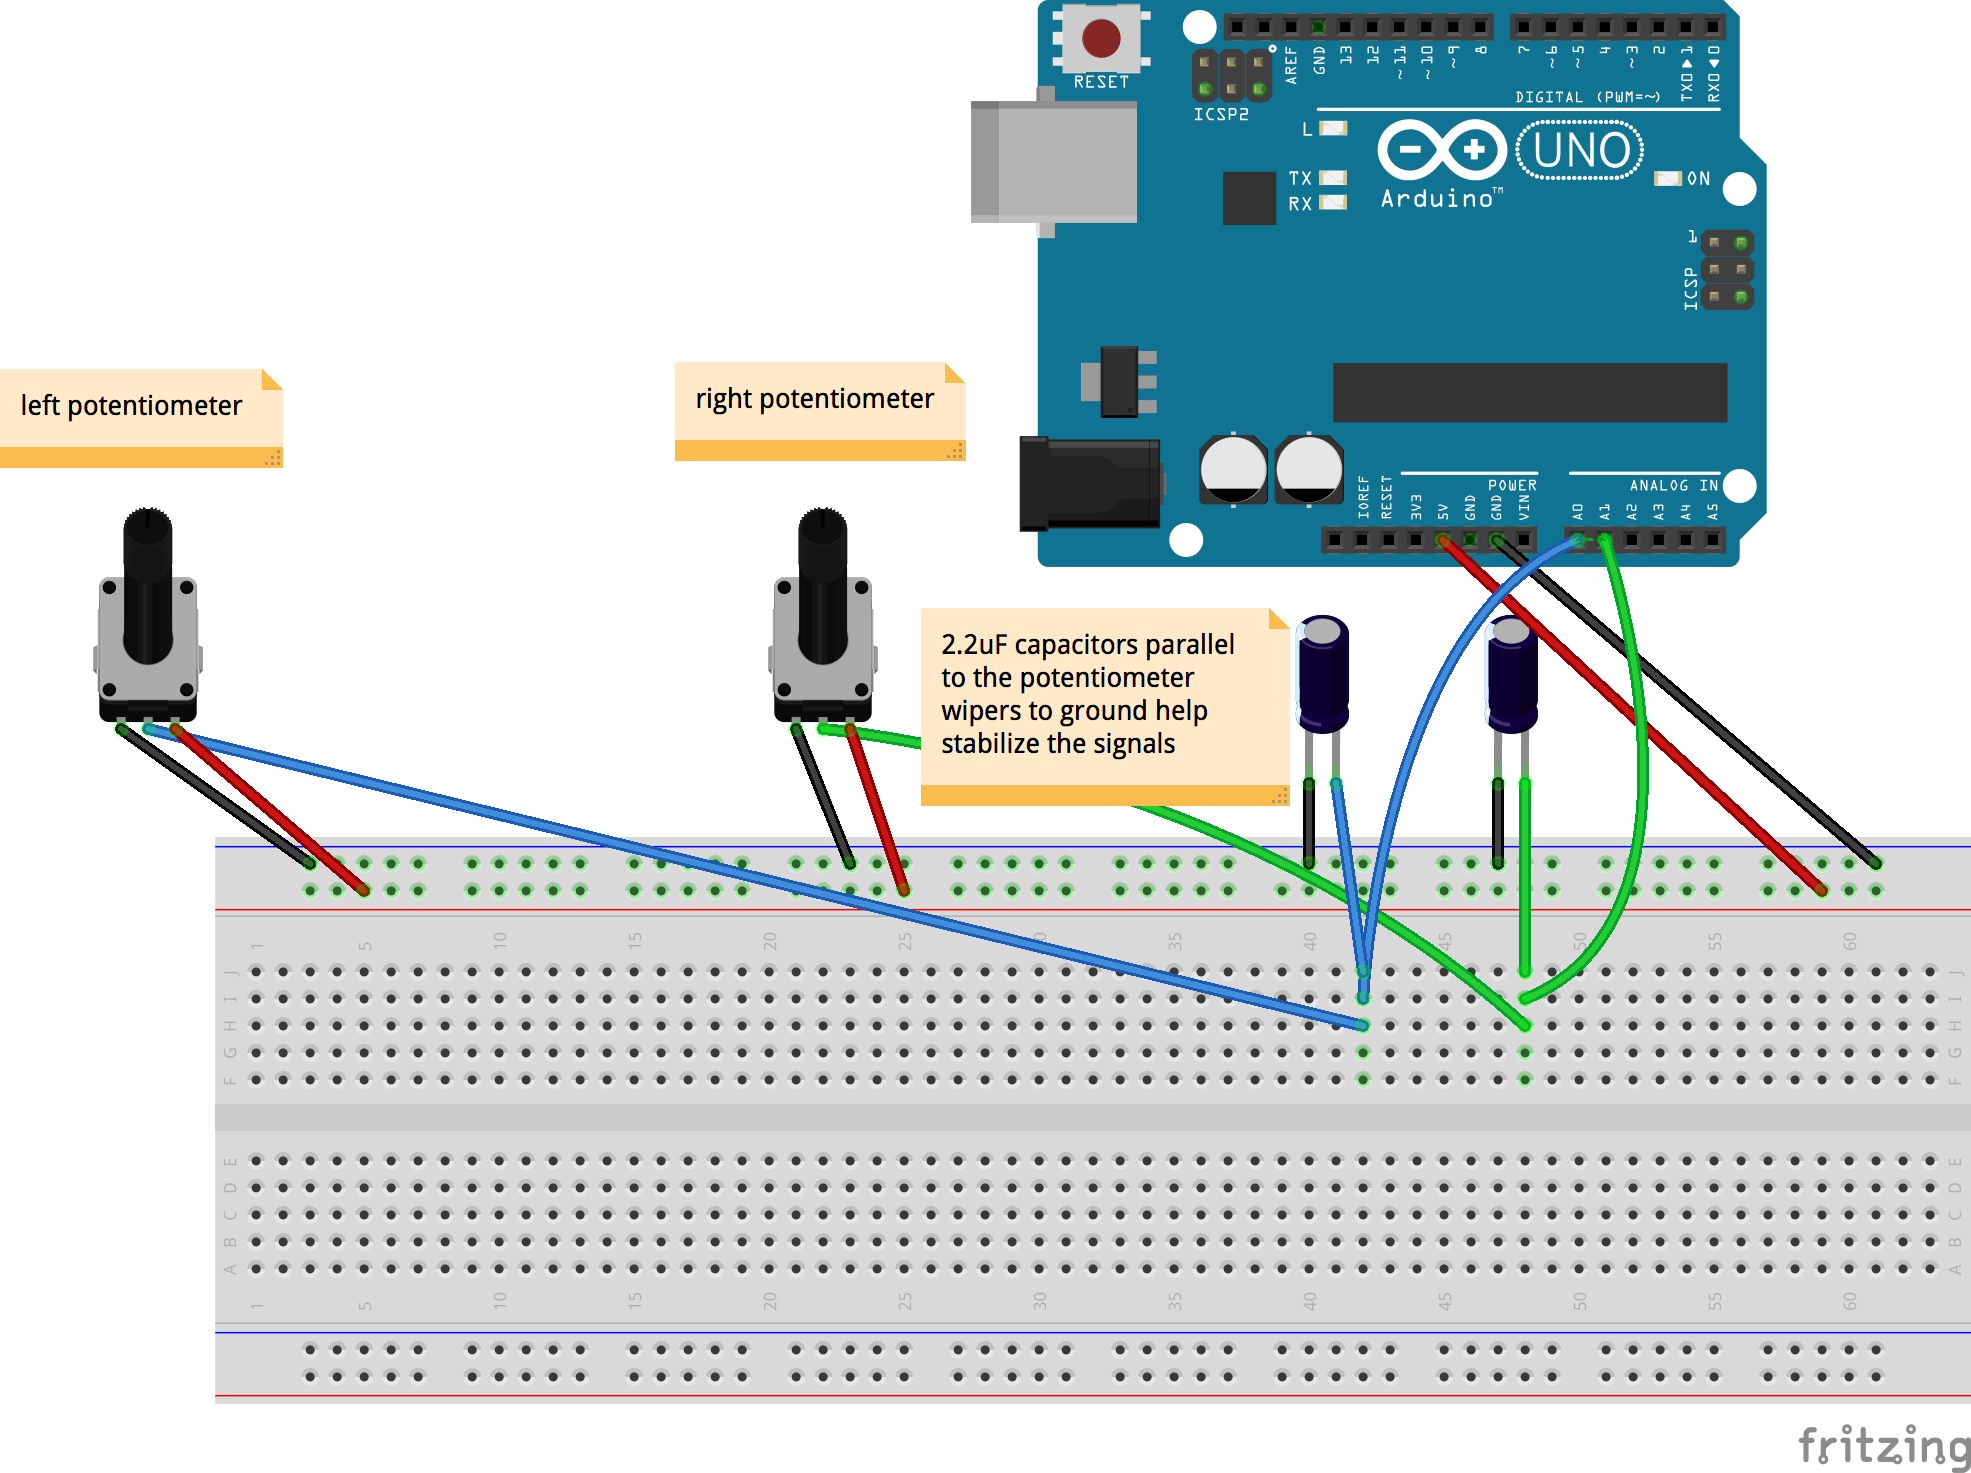 RESET
ICSP2
AREF
GND
13
12
~11
~10
~9
8
7
~6
~5
4
~3
2
TXO▶1
RXO◀0
DIGITAL (PWM=~)
L
TX
RX
UNO
Arduino™
ON
1
ICSP
left potentiometer
right potentiometer
POWER
ANALOG IN
IOREF
RESET
3V3
5V
GND
GND
VIN
A0
A1
A2
A3
A4
A5
2.2uF capacitors parallel
to the potentiometer
wipers to ground help
stabilize the signals
1 5 10 15 20 25 30 35 40 45 50 55 60
J J
I I
H H
G G
F F
E E
D D
C C
B B
A A
1 5 10 15 20 25 30 35 40 45 50 55 60
fritzing